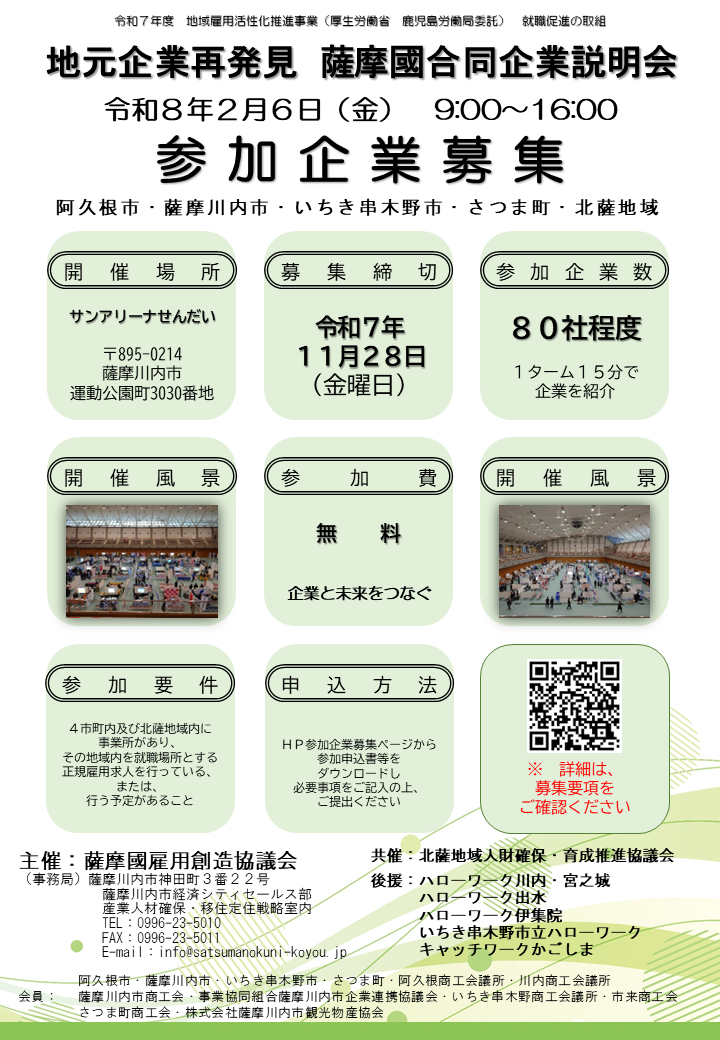 令和７年度　地域雇用活性化推進事業（厚生労働省　鹿児島労働局委託）　就職促進の取組
地元企業再発見　薩摩國合同企業説明会
令和８年２月６日（金）　9:00～16:00
参加企業募集
阿久根市・薩摩川内市・いちき串木野市・さつま町・北薩地域
開催場所
サンアリーナせんだい
〒895-0214
薩摩川内市
運動公園町3030番地
募集締切
令和７年
１１月２８日
（金曜日）
参加企業数
８０社程度
１ターム１５分で
企業を紹介
開催風景
参加費
無　料
企業と未来をつなぐ
開催風景
参加要件
４市町内及び北薩地域内に
事業所があり、
その地域内を就職場所とする
正規雇用求人を行っている、
または、
行う予定があること
申込方法
ＨＰ参加企業募集ページから
参加申込書等を
ダウンロードし
必要事項をご記入の上、
ご提出ください
※　詳細は、
募集要項を
ご確認ください
主催：薩摩國雇用創造協議会
（事務局）薩摩川内市神田町３番２２号
薩摩川内市経済シティセールス部
産業人材確保・移住定住戦略室内
TEL：0996-23-5010
FAX：0996-23-5011
E-mail：info@satsumanokuni-koyou.jp
共催：北薩地域人財確保・育成推進協議会
後援：ハローワーク川内・宮之城
ハローワーク出水
ハローワーク伊集院
いちき串木野市立ハローワーク
キャッチワークかごしま
阿久根市・薩摩川内市・いちき串木野市・さつま町・阿久根商工会議所・川内商工会議所
会員：　薩摩川内市商工会・事業協同組合薩摩川内市企業連携協議会・いちき串木野商工会議所・市来商工会
さつま町商工会・株式会社薩摩川内市観光物産協会